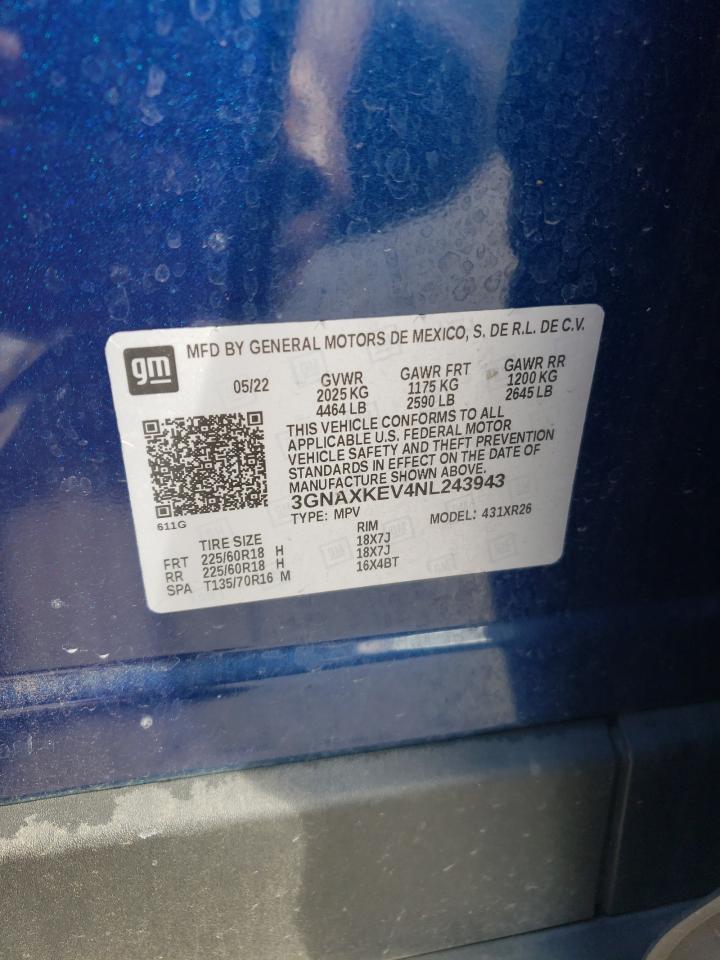 gm
MFD BY GENERAL MOTORS DE MEXICO, S. DE R.L. DE C.V.
05/22 GVWR GAWR FRT GAWR RR
2025 KG 1175 KG 1200 KG
4464 LB 2590 LB 2645 LB
THIS VEHICLE CONFORMS TO ALL
APPLICABLE U.S. FEDERAL MOTOR
VEHICLE SAFETY AND THEFT PREVENTION
STANDARDS IN EFFECT ON THE DATE OF
MANUFACTURE SHOWN ABOVE.
3GNAXKEV4NL243943
611G TYPE: MPV MODEL: 431XR26
TIRE SIZE RIM
FRT 225/60R18 H 18X7J
RR 225/60R18 H 18X7J
SPA T135/70R16 M 16X4BT